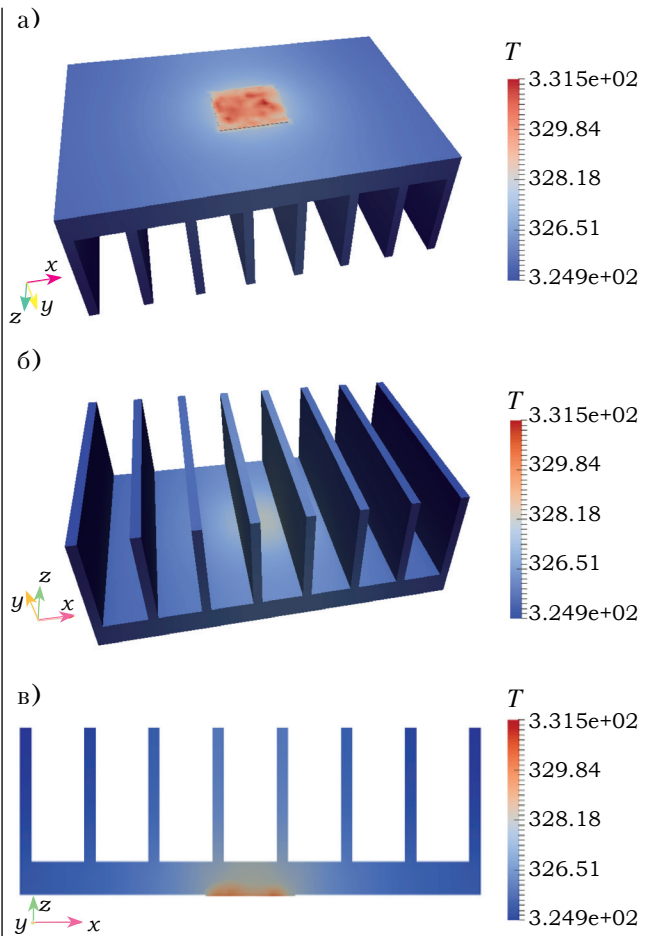 а)
T
3.315e+02
329.84
328.18
326.51
3.249e+02
x
z y
б)
T
3.315e+02
329.84
328.18
326.51
3.249e+02
z
y x
в)
T
3.315e+02
329.84
328.18
326.51
3.249e+02
z
y x